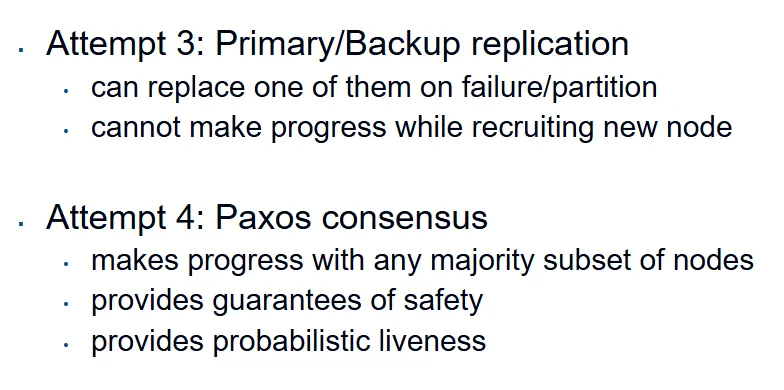 Attempt 3: Primary/Backup replication
can replace one of them on failure/partition
cannot make progress while recruiting new node
Attempt 4: Paxos consensus
makes progress with any majority subset of nodes
provides guarantees of safety
provides probabilistic liveness